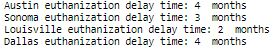 Austin euthanization delay time: 4  months
Sonoma euthanization delay time: 3  months
Louisville euthanization delay time: 2  months
Dallas euthanization delay time: 4  months